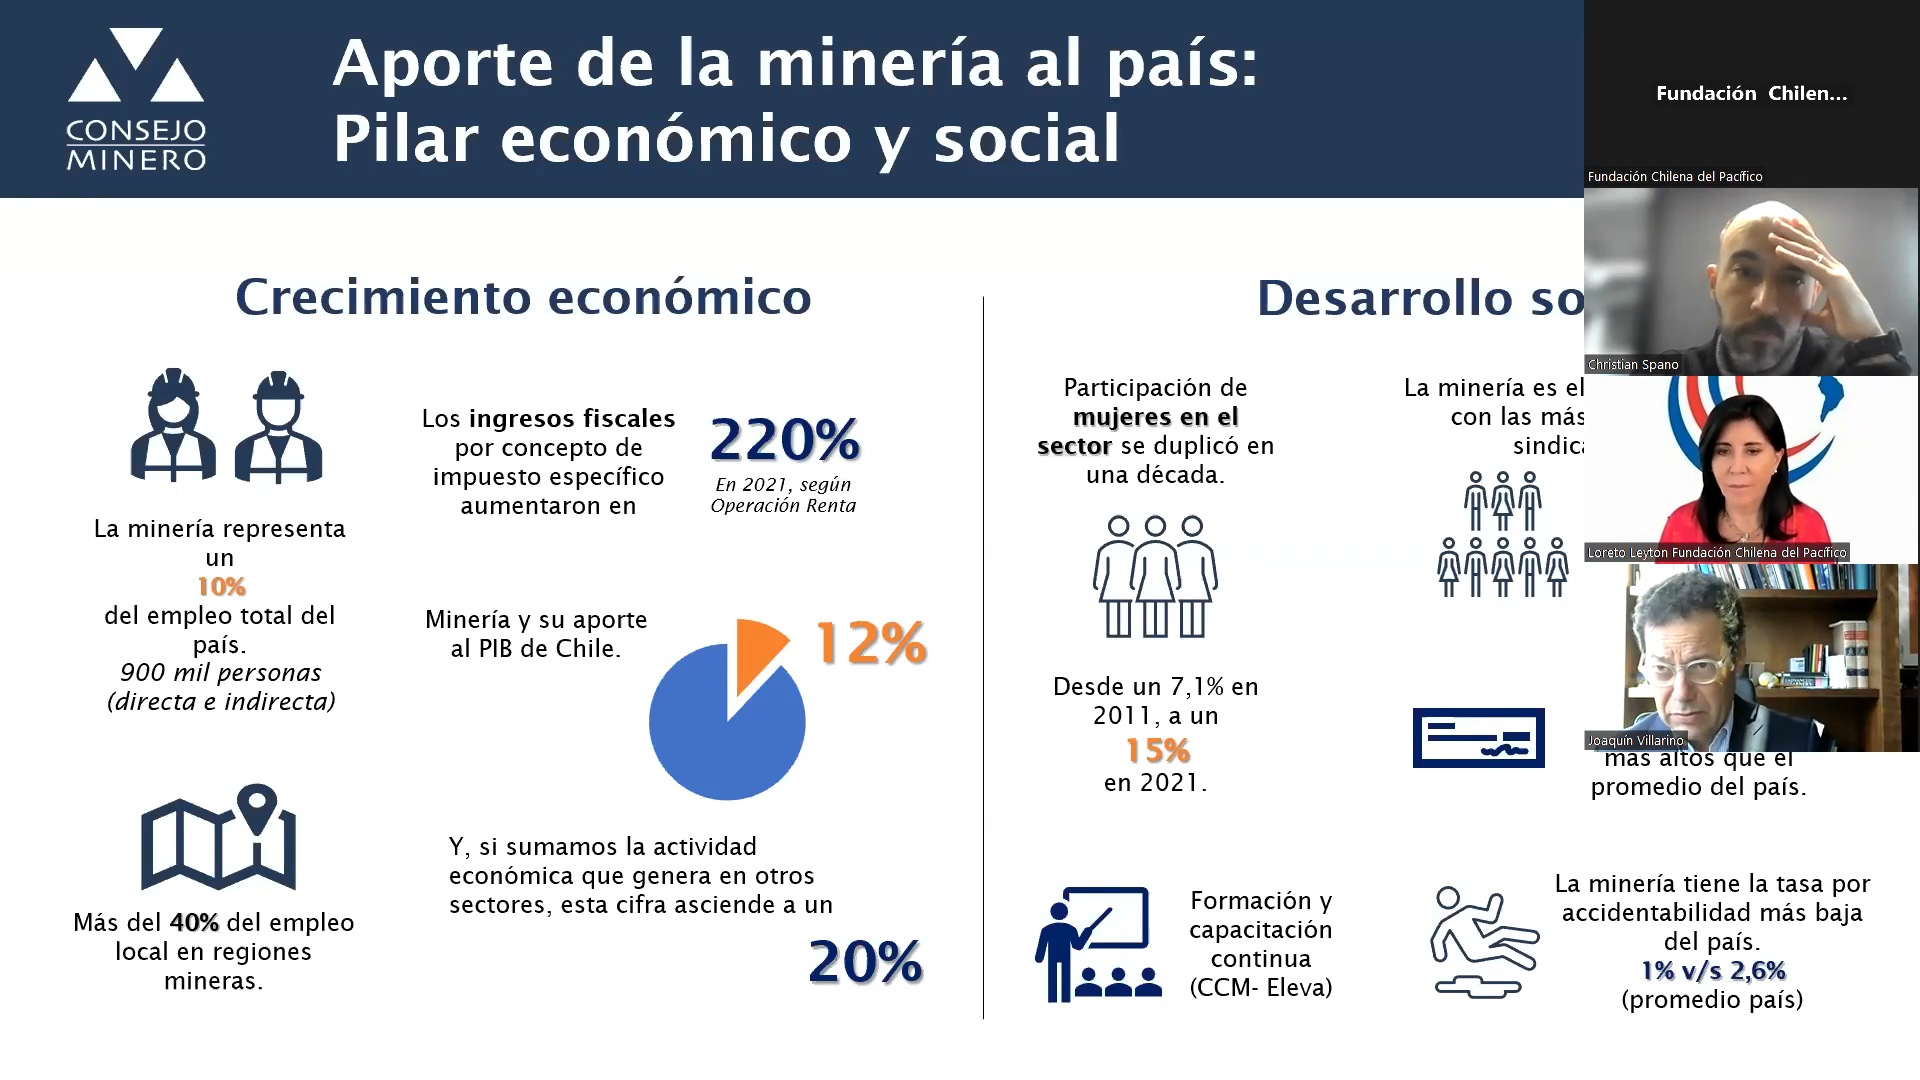 CONSEJO
MINERO
Aporte de la minería al país:
Pilar económico y social
Crecimiento económico
La minería representa
un
10%
del empleo total del
país.
900 mil personas
(directa e indirecta)
Más del 40% del empleo
local en regiones
mineras.
Los ingresos fiscales
por concepto de
impuesto específico
aumentaron en
220%
En 2021, según
Operación Renta
Minería y su aporte
al PIB de Chile.
12%
Y, si sumamos la actividad
económica que genera en otros
sectores, esta cifra asciende a un
20%
Desarrollo so
Participación de
mujeres en el
sector se duplicó en
una década.
Desde un 7,1% en
2011, a un
15%
en 2021.
La minería es el
con las más
sindica
más altos que el
promedio del país.
Formación y
capacitación
continua
(CCM- Eleva)
La minería tiene la tasa por
accidentabilidad más baja
del país.
1% v/s 2,6%
(promedio país)
Fundación Chilen...
Fundación Chilena del Pacífico
Christian Spano
Loreto Leyton Fundación Chilena del Pacífico
Joaquín Villarino